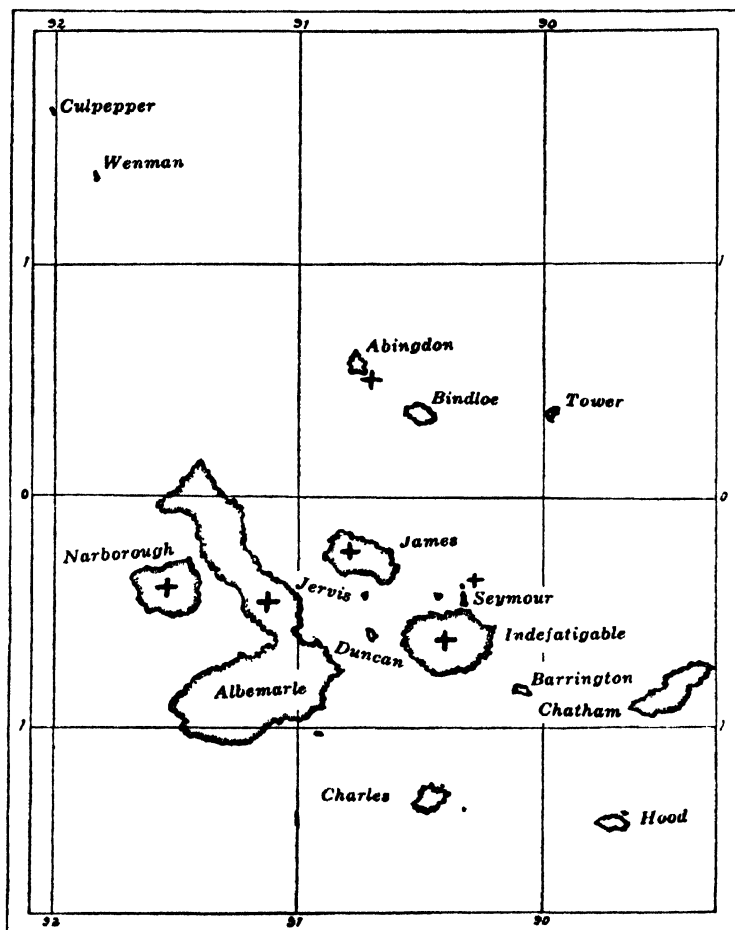 92 91 90
Culpepper
Wenman
1 1
Abingdon
Bindloe
Tower
0 0
James
Narborough
Jervis
Seymour
Indefatigable
Duncan
Barrington
Albemarle
Chatham
1 1
Charles
Hood
92 91 90